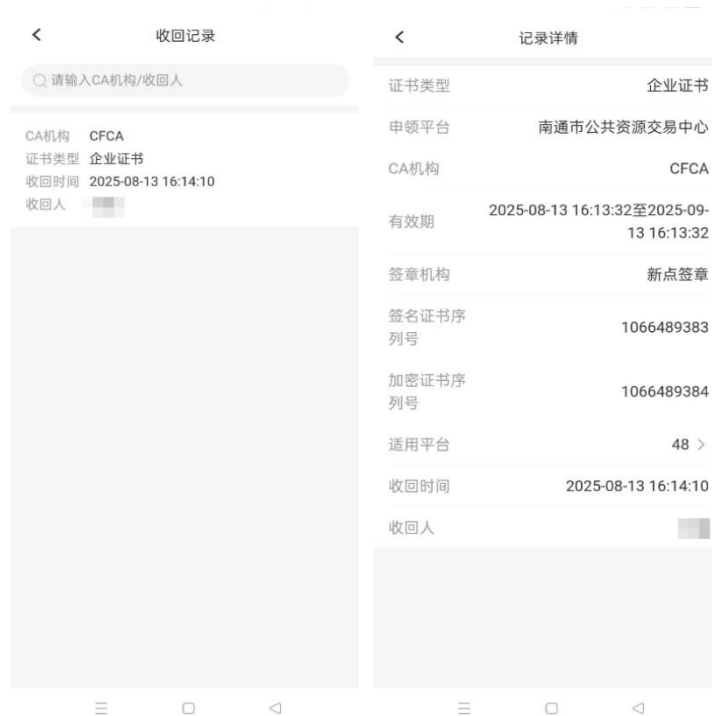 收回记录
请输入CA机构/收回人
CA机构 CFCA
证书类型 企业证书
收回时间 2025-08-13 16:14:10
收回人
记录详情
证书类型 企业证书
申领平台 南通市公共资源交易中心
CA机构 CFCA
有效期 2025-08-13 16:13:32至2025-09-
13 16:13:32
签章机构 新点签章
签名证书序
列号 1066489383
加密证书序
列号 1066489384
适用平台 48
收回时间 2025-08-13 16:14:10
收回人